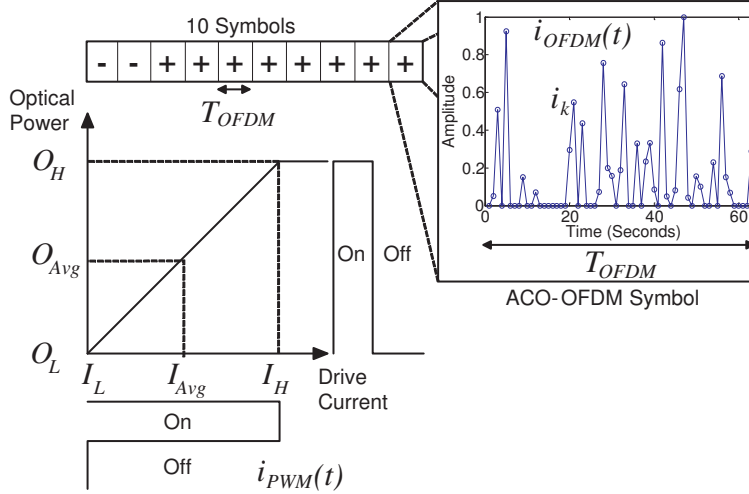 10 Symbols
- - + + + + + + + +
T_OFDM
Optical
Power
O_H
O_Avg
O_L
I_L
I_Avg
I_H
Drive
Current
On
Off
On
Off
i_PWM(t)
i_OFDM(t)
i_k
Amplitude
1
0.8
0.6
0.4
0.2
0
0
20
40
60
Time (Seconds)
T_OFDM
ACO-OFDM Symbol